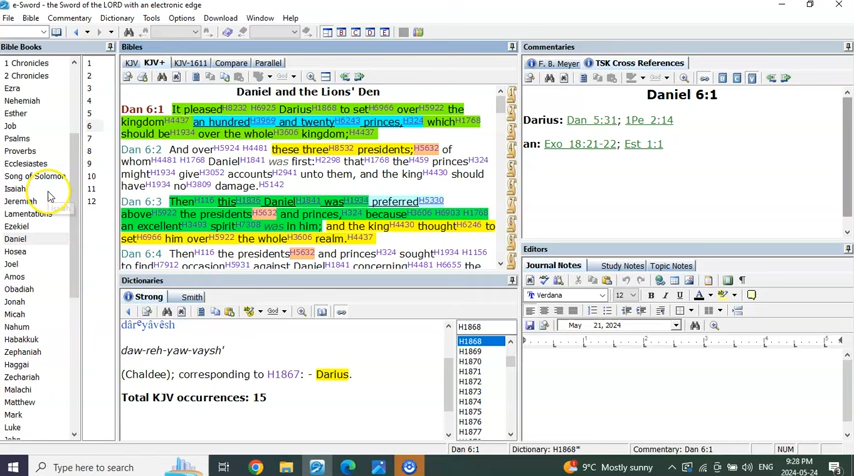 e-Sword - the Sword of the LORD with an electronic edge
File Bible Commentary Dictionary Tools Options Download Window Help
B C D E
Bible Books
1 Chronicles
2 Chronicles
Ezra
Nehemiah
Esther
Job
Psalms
Proverbs
Ecclesiastes
Song of Solomon
Isaiah
Jeremiah
Lamentations
Ezekiel
Daniel
Hosea
Joel
Amos
Obadiah
Jonah
Micah
Nahum
Habakkuk
Zephaniah
Haggai
Zechariah
Malachi
Matthew
Mark
Luke
John
1
2
3
4
5
6
7
8
9
10
11
12
Bibles
KJV KJV+ KJV-1611 Compare Parallel
Daniel and the Lions' Den
Dan 6:1 It pleased H8232 H6925 Darius H1868 to set H6966 over H5922 the
kingdom H4437 an hundred H3969 and twenty H6243 princes, H324 which
should be H1934 over the whole H3606 kingdom; H4437
Dan 6:2 And over H5924 H4481 these three H8532 presidents; H5632 of
whom H4481 H1768 Daniel H1841 was first: H2298 that H1768 the H459 princes H324
might H1934 give H3052 accounts H2941 unto them, and the king H4430 should
have H1934 no H3809 damage. H5142
Dan 6:3 Then H116 this H1836 Daniel H1841 was H1934 preferred H5330
above H5922 the presidents H5632 and princes, H324 because H3606 H6903 H1768
an excellent H3493 spirit H7308 was in him; and the king H4430 thought H6246 to
set H6966 him over H5922 the whole H3606 realm. H4437
Dan 6:4 Then H116 the presidents H5632 and princes H324 sought H1934 H1156
to find H7912 occasion H5931 against Daniel H1841 concerning H4481 H6655 the
Dictionaries
Strong Smith
dârᵉyâvêsh
daw-reh-yaw-vaysh'
(Chaldee); corresponding to H1867: - Darius.
Total KJV occurrences: 15
H1868
H1868
H1869
H1870
H1871
H1872
H1873
H1874
H1875
H1876
H1877
Commentaries
F. B. Meyer TSK Cross References
Daniel 6:1
Darius: Dan 5:31; 1Pe 2:14
an: Exo 18:21-22; Est 1:1
Editors
Journal Notes Study Notes Topic Notes
Verdana 12 B I U A
May 21, 2024
1 2 3 4 5
Dan 6:1 Dictionary: H1868* Commentary: Dan 6:1 NUM
Type here to search
9°C Mostly sunny
ENG
9:28 PM
2024-05-24
3